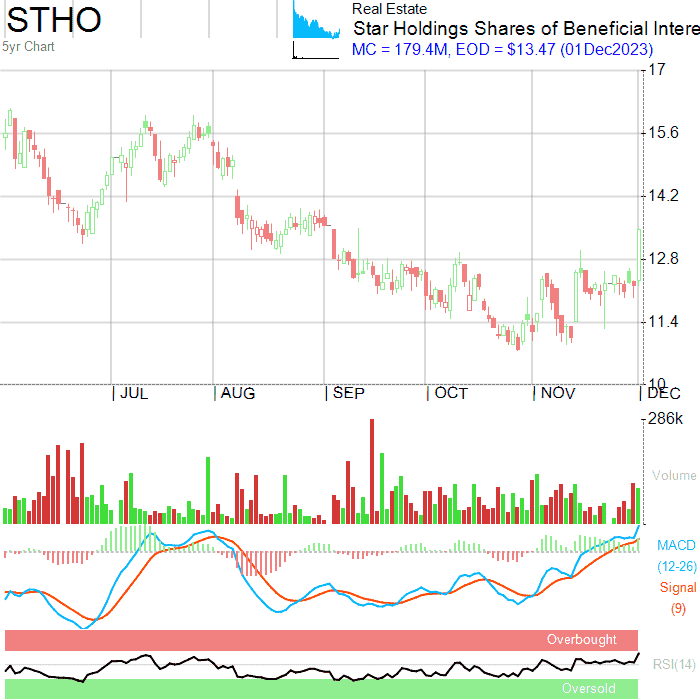 STHO
5yr Chart
Real Estate
Star Holdings Shares of Beneficial Intere
MC = 179.4M, EOD = $13.47 (01Dec2023)
17
15.6
14.2
12.8
11.4
10
JUL AUG SEP OCT NOV DEC
286k
Volume
MACD
(12-26)
Signal
(9)
Overbought
RSI(14)
Oversold